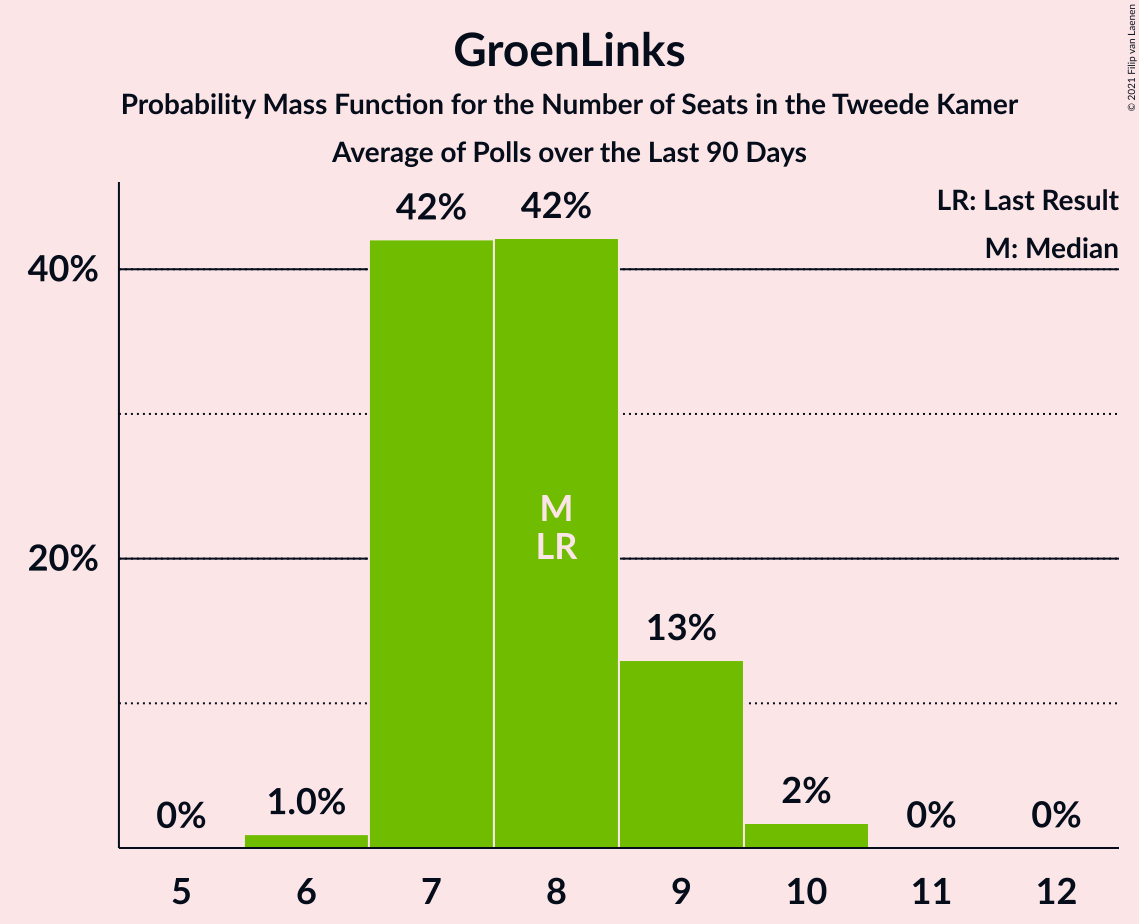 GroenLinks
Probability Mass Function for the Number of Seats in the Tweede Kamer
Average of Polls over the Last 90 Days
© 2021 Filip van Laenen
LR: Last Result
M: Median
40%
20%
0%
1.0%
42%
42%
13%
2%
0%
0%
M
LR
5
6
7
8
9
10
11
12